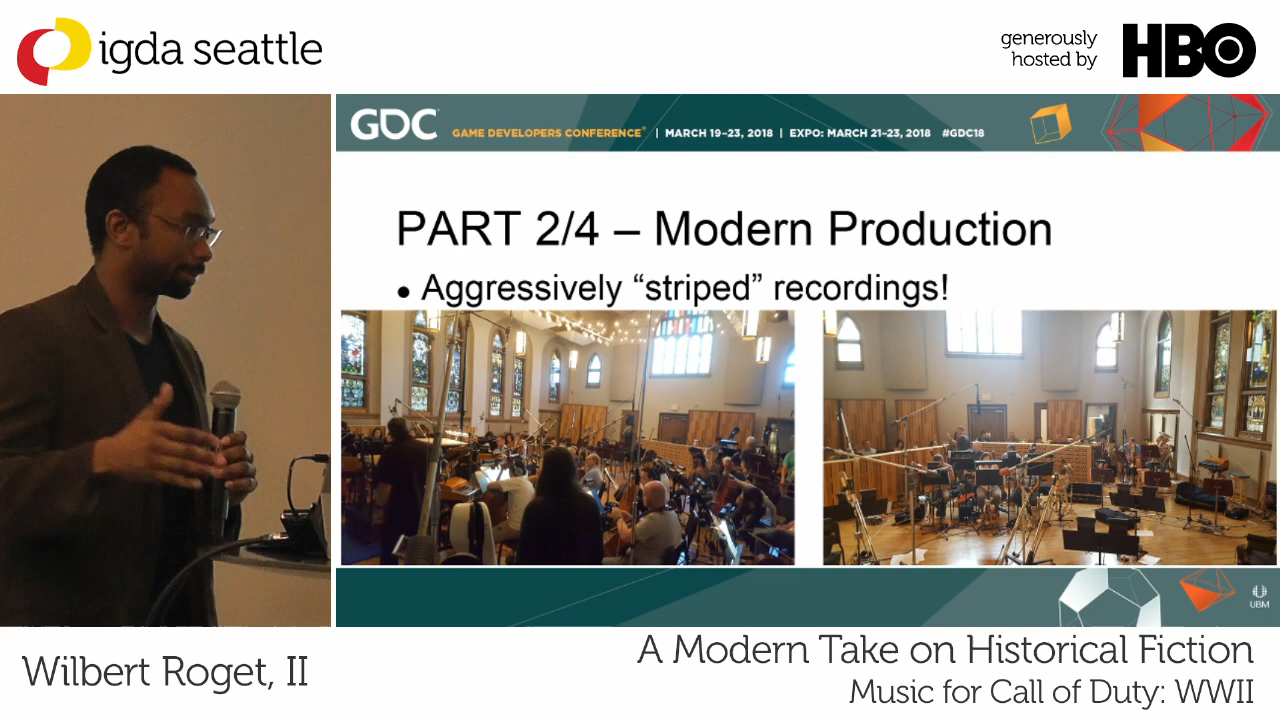 igda seattle
generously
hosted by
HBO
GDC
GAME DEVELOPERS CONFERENCE® | MARCH 19–23, 2018 | EXPO: MARCH 21–23, 2018 #GDC18
PART 2/4 – Modern Production
● Aggressively “striped” recordings!
UBM
Wilbert Roget, II
A Modern Take on Historical Fiction
Music for Call of Duty: WWII